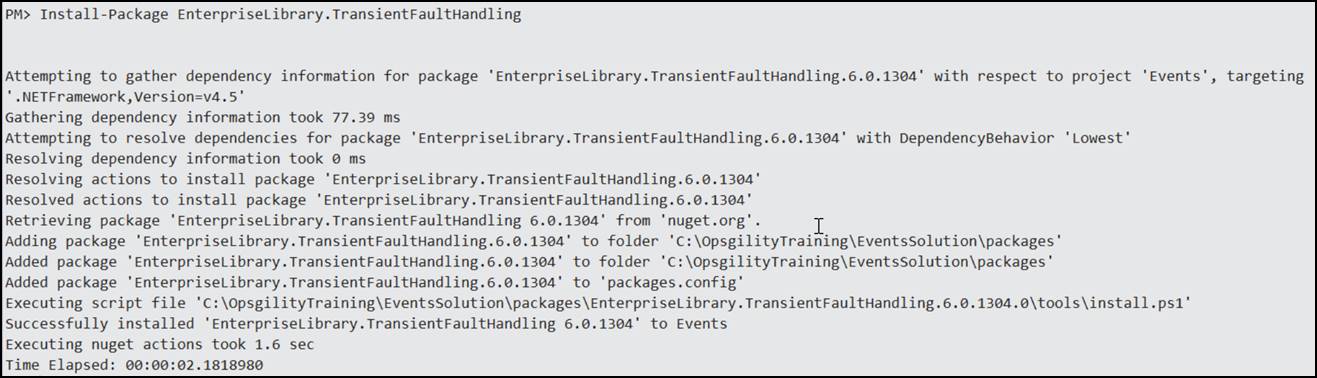 PM> Install-Package EnterpriseLibrary.TransientFaultHandling
Attempting to gather dependency information for package 'EnterpriseLibrary.TransientFaultHandling.6.0.1304' with respect to project 'Events', targeting
'.NETFramework,Version=v4.5'
Gathering dependency information took 77.39 ms
Attempting to resolve dependencies for package 'EnterpriseLibrary.TransientFaultHandling.6.0.1304' with DependencyBehavior 'Lowest'
Resolving dependency information took 0 ms
Resolving actions to install package 'EnterpriseLibrary.TransientFaultHandling.6.0.1304'
Resolved actions to install package 'EnterpriseLibrary.TransientFaultHandling.6.0.1304'
Retrieving package 'EnterpriseLibrary.TransientFaultHandling 6.0.1304' from 'nuget.org'.
Adding package 'EnterpriseLibrary.TransientFaultHandling.6.0.1304' to folder 'C:\OpsgilityTraining\EventsSolution\packages'
Added package 'EnterpriseLibrary.TransientFaultHandling.6.0.1304' to folder 'C:\OpsgilityTraining\EventsSolution\packages'
Added package 'EnterpriseLibrary.TransientFaultHandling.6.0.1304' to 'packages.config'
Executing script file 'C:\OpsgilityTraining\EventsSolution\packages\EnterpriseLibrary.TransientFaultHandling.6.0.1304.0\tools\install.ps1'
Successfully installed 'EnterpriseLibrary.TransientFaultHandling 6.0.1304' to Events
Executing nuget actions took 1.6 sec
Time Elapsed: 00:00:02.1818980